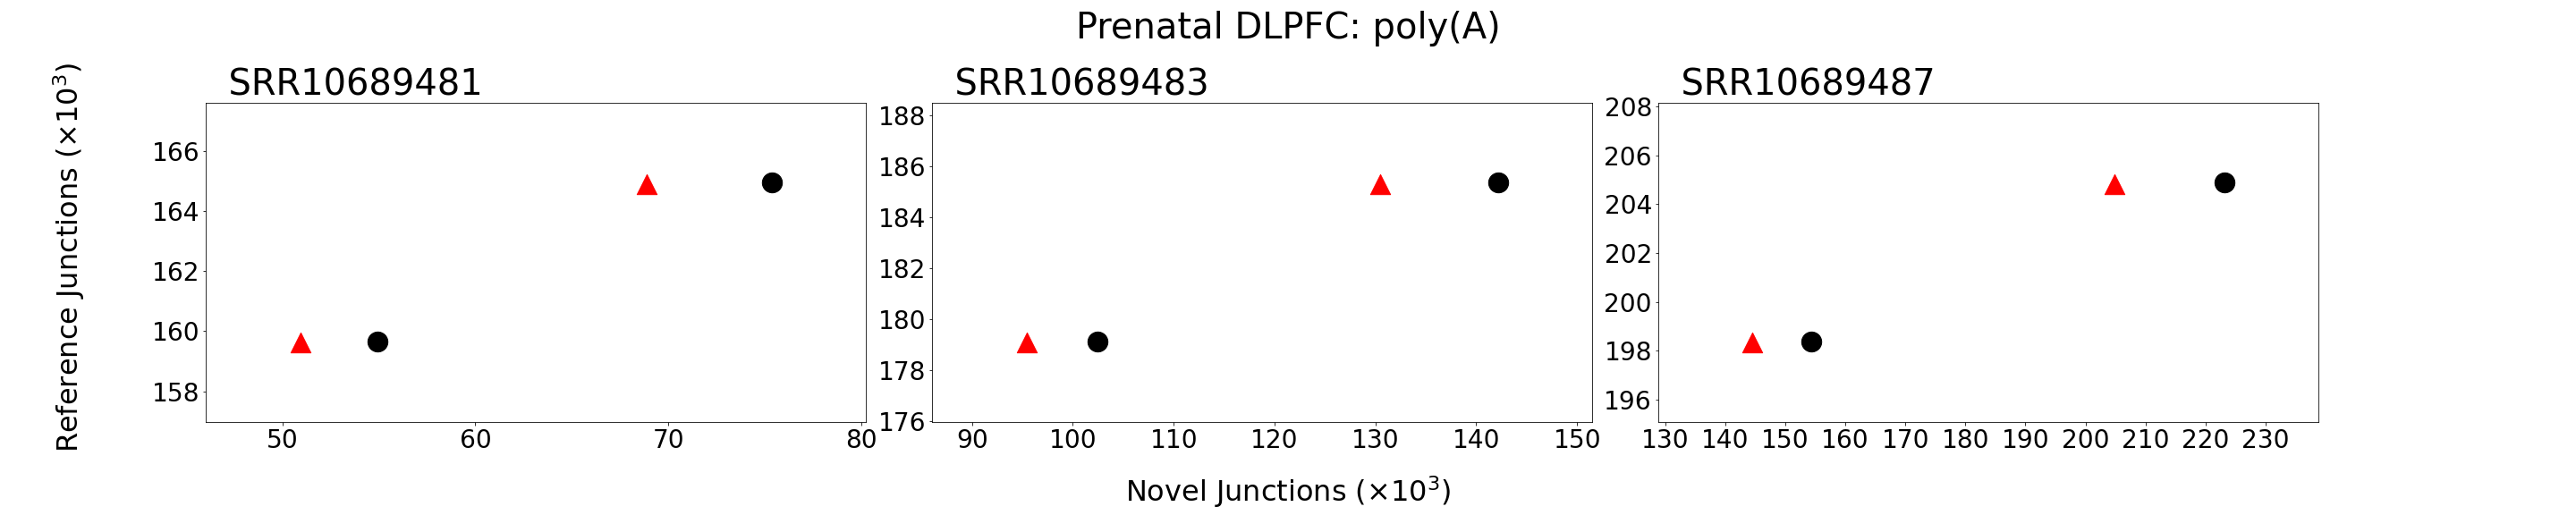 Prenatal DLPFC: poly(A)
SRR10689481 SRR10689483 SRR10689487
Reference Junctions (×10³)
166
164
162
160
158
50 60 70 80
188
186
184
182
180
178
176
90 100 110 120 130 140 150
208
206
204
202
200
198
196
130 140 150 160 170 180 190 200 210 220 230
Novel Junctions (×10³)